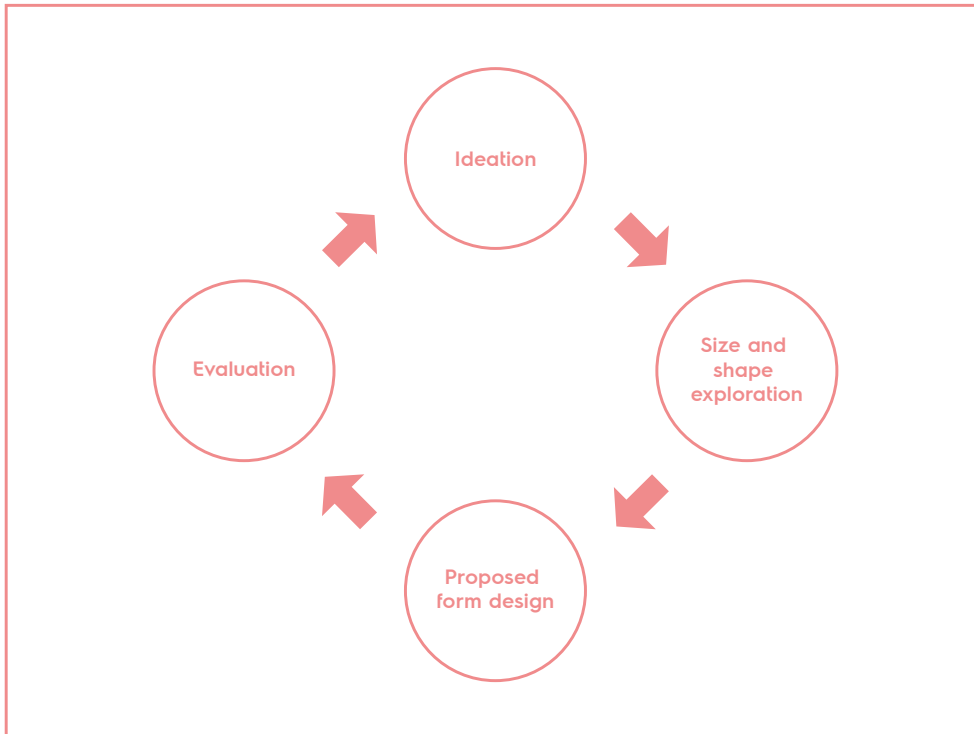 Ideation
Size and
shape
exploration
Proposed
form design
Evaluation